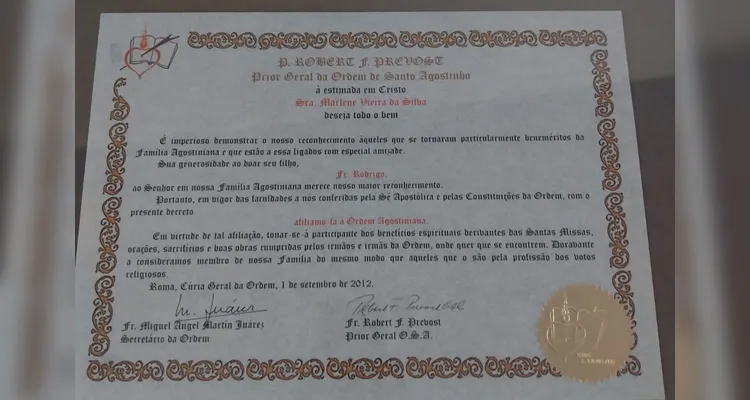 P. ROBERT F. PREVOST
Prior Geral da Ordem de Santo Agostinho
à estimada em Cristo
Sra. Marlene Vieira da Silva
deseja todo o bem
É imperioso demonstrar o nosso reconhecimento àqueles que se tornaram particularmente beneméritos da
Família Agostiniana e que estão a essa ligados com especial amizade.
Sua generosidade ao doar seu filho,
Fr. Rodrigo,
ao Senhor em nossa Família Agostiniana merece nosso maior reconhecimento.
Portanto, em vigor das faculdades a nós conferidas pela Sé Apostólica e pelas Constituições da Ordem, com o
presente decreto
afiliamo-la à Ordem Agostiniana.
Em virtude de tal afiliação, tonar-se-á participante dos benefícios espirituais derivantes das Santas Missas,
orações, sacrifícios e boas obras cumpridas pelos irmãos e irmãs da Ordem, onde quer que se encontrem. Doravante
a consideramos membro de nossa Família do mesmo modo que aqueles que o são pela profissão dos votos
religiosos.
Roma, Cúria Geral da Ordem, 1 de setembro de 2012.
M. Juárez
Robert Prevost
Fr. Miguel Angel Martin Juárez
Secretário da Ordem
Fr. Robert F. Prevost
Prior Geral O.S.A.